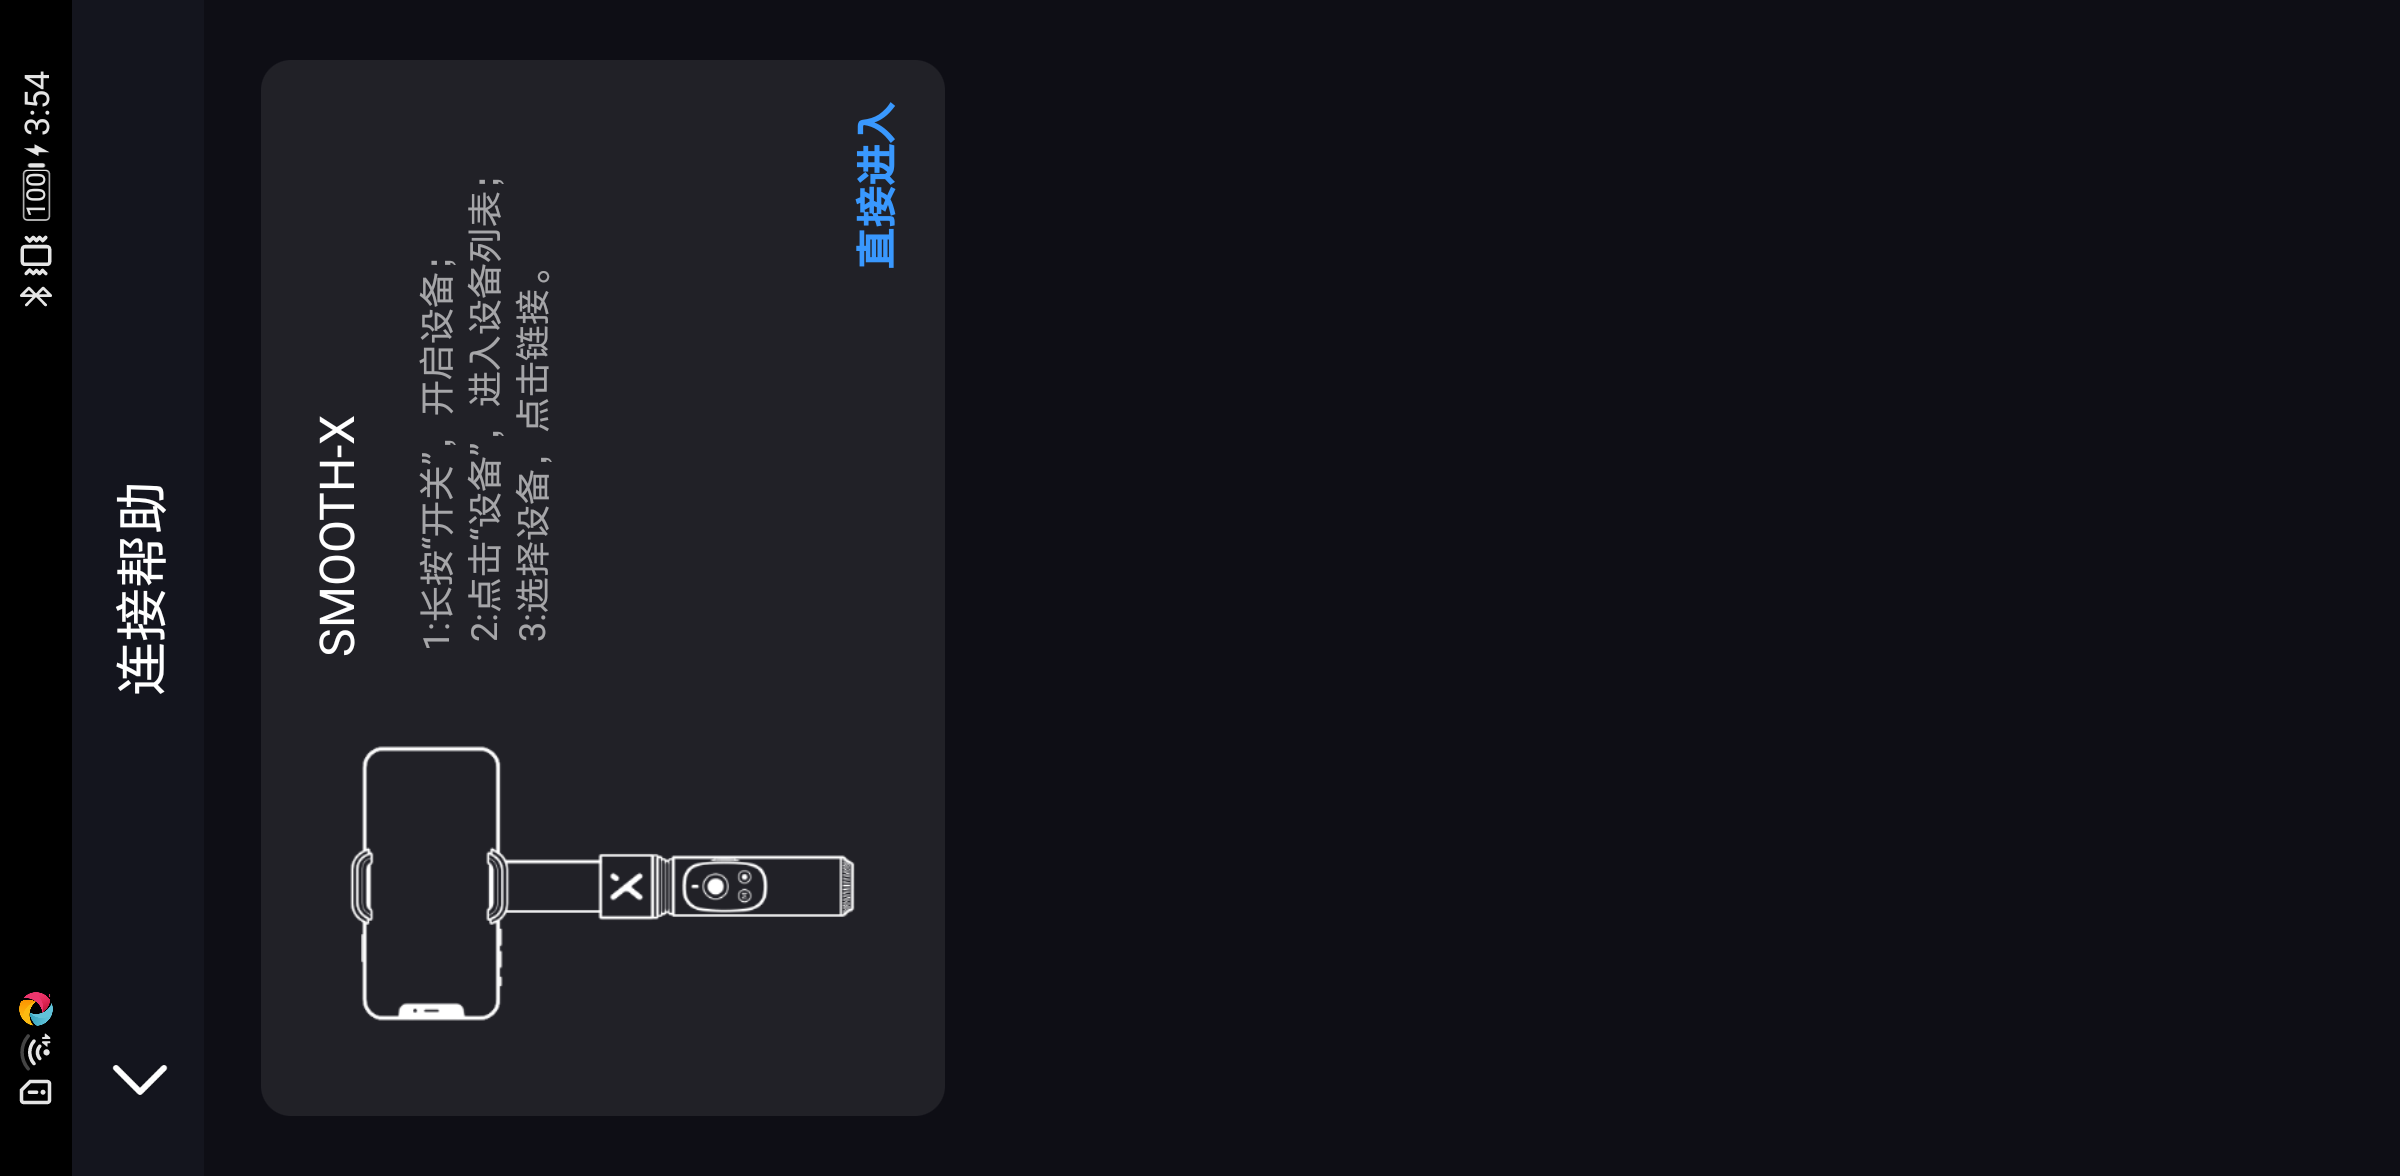 100 3:54
连接帮助
SMOOTH-X
1:长按“开关”，开启设备；
2:点击“设备”，进入设备列表；
3:选择设备，点击链接。
直接进入